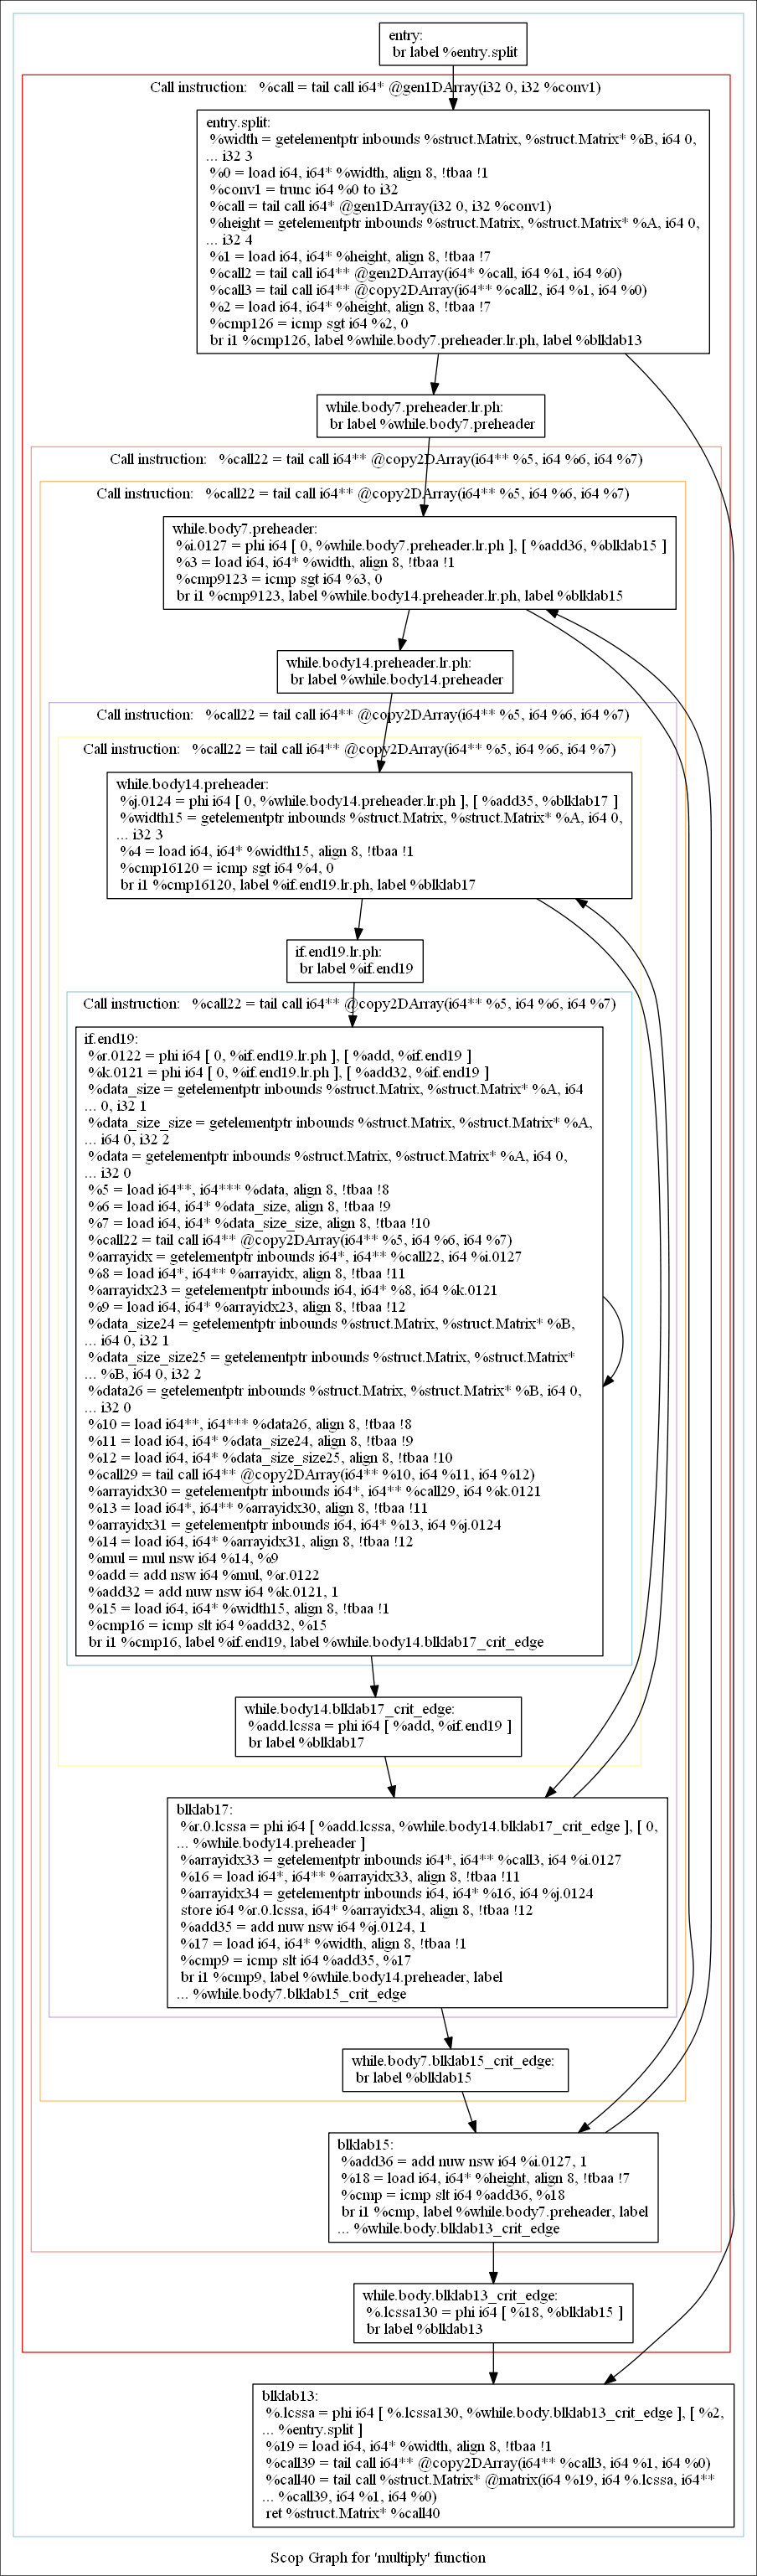 entry:
br label %entry.split
Call instruction: %call = tail call i64* @gen1DArray(i32 0, i32 %conv1)
entry.split:
%width = getelementptr inbounds %struct.Matrix, %struct.Matrix* %B, i64 0,
... i32 3
%0 = load i64, i64* %width, align 8, !tbaa !1
%conv1 = trunc i64 %0 to i32
%call = tail call i64* @gen1DArray(i32 0, i32 %conv1)
%height = getelementptr inbounds %struct.Matrix, %struct.Matrix* %A, i64 0,
... i32 4
%1 = load i64, i64* %height, align 8, !tbaa !7
%call2 = tail call i64** @gen2DArray(i64* %call, i64 %1, i64 %0)
%call3 = tail call i64** @copy2DArray(i64** %call2, i64 %1, i64 %0)
%2 = load i64, i64* %height, align 8, !tbaa !7
%cmp126 = icmp sgt i64 %2, 0
br i1 %cmp126, label %while.body7.preheader.lr.ph, label %blklab13
while.body7.preheader.lr.ph:
br label %while.body7.preheader
Call instruction: %call22 = tail call i64** @copy2DArray(i64** %5, i64 %6, i64 %7)
Call instruction: %call22 = tail call i64** @copy2DArray(i64** %5, i64 %6, i64 %7)
while.body7.preheader:
%i.0127 = phi i64 [ 0, %while.body7.preheader.lr.ph ], [ %add36, %blklab15 ]
%3 = load i64, i64* %width, align 8, !tbaa !1
%cmp9123 = icmp sgt i64 %3, 0
br i1 %cmp9123, label %while.body14.preheader.lr.ph, label %blklab15
while.body14.preheader.lr.ph:
br label %while.body14.preheader
Call instruction: %call22 = tail call i64** @copy2DArray(i64** %5, i64 %6, i64 %7)
Call instruction: %call22 = tail call i64** @copy2DArray(i64** %5, i64 %6, i64 %7)
while.body14.preheader:
%j.0124 = phi i64 [ 0, %while.body14.preheader.lr.ph ], [ %add35, %blklab17 ]
%width15 = getelementptr inbounds %struct.Matrix, %struct.Matrix* %A, i64 0,
... i32 3
%4 = load i64, i64* %width15, align 8, !tbaa !1
%cmp16120 = icmp sgt i64 %4, 0
br i1 %cmp16120, label %if.end19.lr.ph, label %blklab17
if.end19.lr.ph:
br label %if.end19
Call instruction: %call22 = tail call i64** @copy2DArray(i64** %5, i64 %6, i64 %7)
if.end19:
%r.0122 = phi i64 [ 0, %if.end19.lr.ph ], [ %add, %if.end19 ]
%k.0121 = phi i64 [ 0, %if.end19.lr.ph ], [ %add32, %if.end19 ]
%data_size = getelementptr inbounds %struct.Matrix, %struct.Matrix* %A, i64
... 0, i32 1
%data_size_size = getelementptr inbounds %struct.Matrix, %struct.Matrix* %A,
... i64 0, i32 2
%data = getelementptr inbounds %struct.Matrix, %struct.Matrix* %A, i64 0,
... i32 0
%5 = load i64**, i64*** %data, align 8, !tbaa !8
%6 = load i64, i64* %data_size, align 8, !tbaa !9
%7 = load i64, i64* %data_size_size, align 8, !tbaa !10
%call22 = tail call i64** @copy2DArray(i64** %5, i64 %6, i64 %7)
%arrayidx = getelementptr inbounds i64*, i64** %call22, i64 %i.0127
%8 = load i64*, i64** %arrayidx, align 8, !tbaa !11
%arrayidx23 = getelementptr inbounds i64, i64* %8, i64 %k.0121
%9 = load i64, i64* %arrayidx23, align 8, !tbaa !12
%data_size24 = getelementptr inbounds %struct.Matrix, %struct.Matrix* %B,
... i64 0, i32 1
%data_size_size25 = getelementptr inbounds %struct.Matrix, %struct.Matrix*
... %B, i64 0, i32 2
%data26 = getelementptr inbounds %struct.Matrix, %struct.Matrix* %B, i64 0,
... i32 0
%10 = load i64**, i64*** %data26, align 8, !tbaa !8
%11 = load i64, i64* %data_size24, align 8, !tbaa !9
%12 = load i64, i64* %data_size_size25, align 8, !tbaa !10
%call29 = tail call i64** @copy2DArray(i64** %10, i64 %11, i64 %12)
%arrayidx30 = getelementptr inbounds i64*, i64** %call29, i64 %k.0121
%13 = load i64*, i64** %arrayidx30, align 8, !tbaa !11
%arrayidx31 = getelementptr inbounds i64, i64* %13, i64 %j.0124
%14 = load i64, i64* %arrayidx31, align 8, !tbaa !12
%mul = mul nsw i64 %14, %9
%add = add nsw i64 %mul, %r.0122
%add32 = add nuw nsw i64 %k.0121, 1
%15 = load i64, i64* %width15, align 8, !tbaa !1
%cmp16 = icmp slt i64 %add32, %15
br i1 %cmp16, label %if.end19, label %while.body14.blklab17_crit_edge
while.body14.blklab17_crit_edge:
%add.lcssa = phi i64 [ %add, %if.end19 ]
br label %blklab17
blklab17:
%r.0.lcssa = phi i64 [ %add.lcssa, %while.body14.blklab17_crit_edge ], [ 0,
... %while.body14.preheader ]
%arrayidx33 = getelementptr inbounds i64*, i64** %call3, i64 %i.0127
%16 = load i64*, i64** %arrayidx33, align 8, !tbaa !11
%arrayidx34 = getelementptr inbounds i64, i64* %16, i64 %j.0124
store i64 %r.0.lcssa, i64* %arrayidx34, align 8, !tbaa !12
%add35 = add nuw nsw i64 %j.0124, 1
%17 = load i64, i64* %width, align 8, !tbaa !1
%cmp9 = icmp slt i64 %add35, %17
br i1 %cmp9, label %while.body14.preheader, label
... %while.body7.blklab15_crit_edge
while.body7.blklab15_crit_edge:
br label %blklab15
blklab15:
%add36 = add nuw nsw i64 %i.0127, 1
%18 = load i64, i64* %height, align 8, !tbaa !7
%cmp = icmp slt i64 %add36, %18
br i1 %cmp, label %while.body7.preheader, label
... %while.body.blklab13_crit_edge
while.body.blklab13_crit_edge:
%.lcssa130 = phi i64 [ %18, %blklab15 ]
br label %blklab13
blklab13:
%.lcssa = phi i64 [ %.lcssa130, %while.body.blklab13_crit_edge ], [ %2,
... %entry.split ]
%19 = load i64, i64* %width, align 8, !tbaa !1
%call39 = tail call i64** @copy2DArray(i64** %call3, i64 %1, i64 %0)
%call40 = tail call %struct.Matrix* @matrix(i64 %19, i64 %.lcssa, i64**
... %call39, i64 %1, i64 %0)
ret %struct.Matrix* %call40
Scop Graph for 'multiply' function